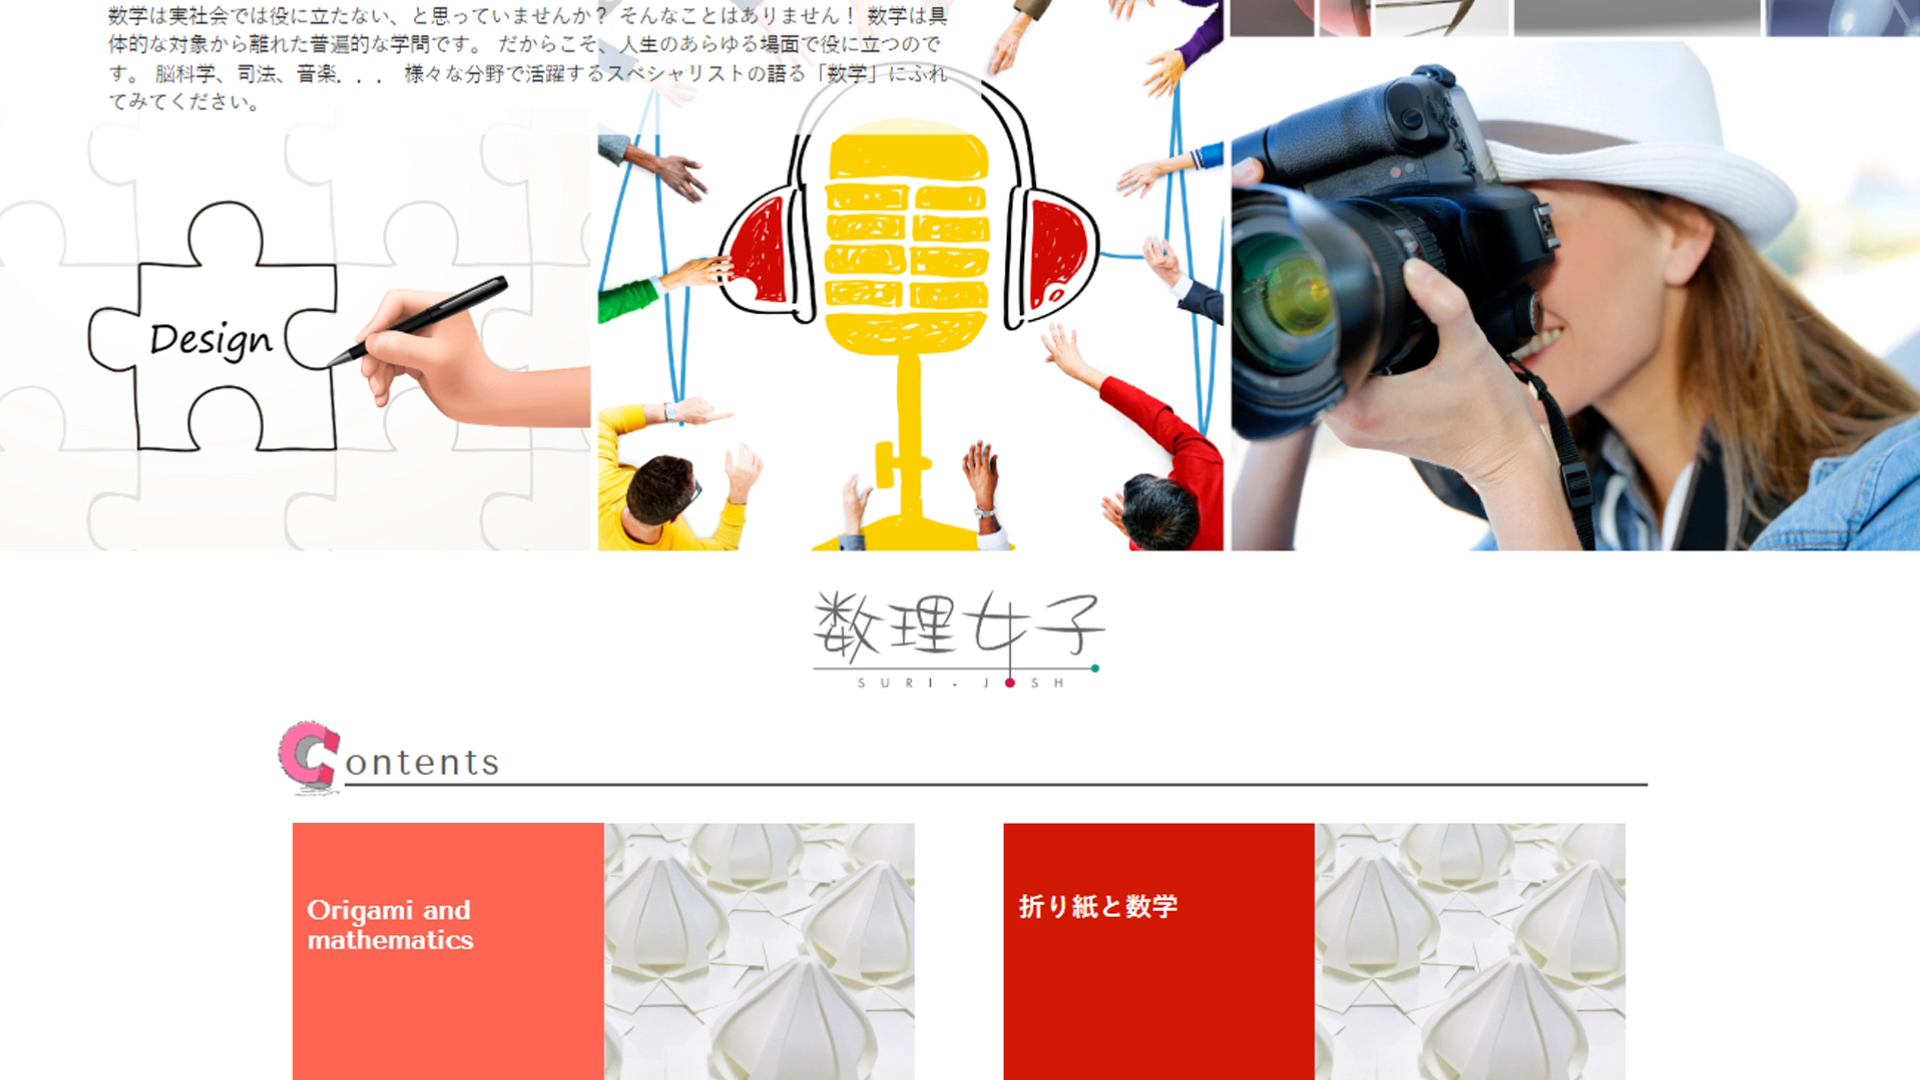 数学は実社会では役に立たない、と思っていませんか？ そんなことはありません！ 数学は具
体的な対象から離れた普遍的な学問です。 だからこそ、人生のあらゆる場面で役に立つので
す。 脳科学、司法、音楽．．． 様々な分野で活躍するスペシャリストの語る「数学」にふれ
てみてください。
Design
数理女子
SURI-JOSHI
Contents
Origami and
mathematics
折り紙と数学